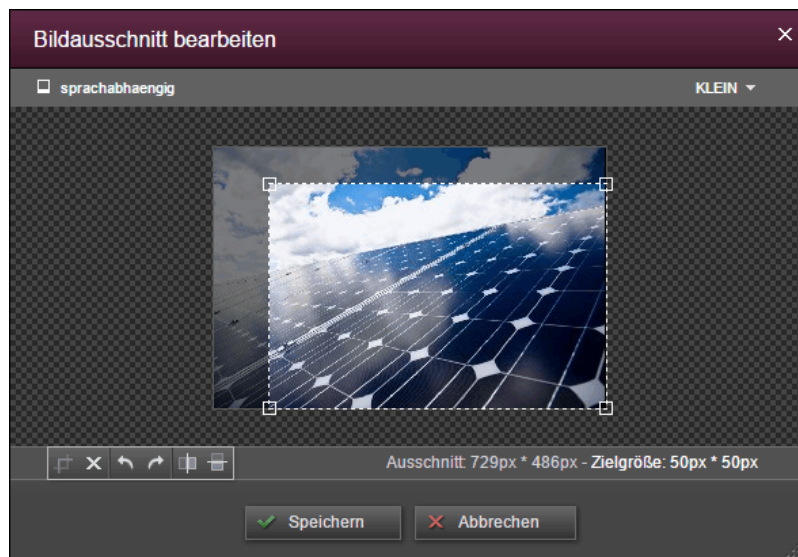 Bildausschnitt bearbeiten
sprachabhaengig
KLEIN
Ausschnitt: 729px * 486px - Zielgröße: 50px * 50px
Speichern
Abbrechen